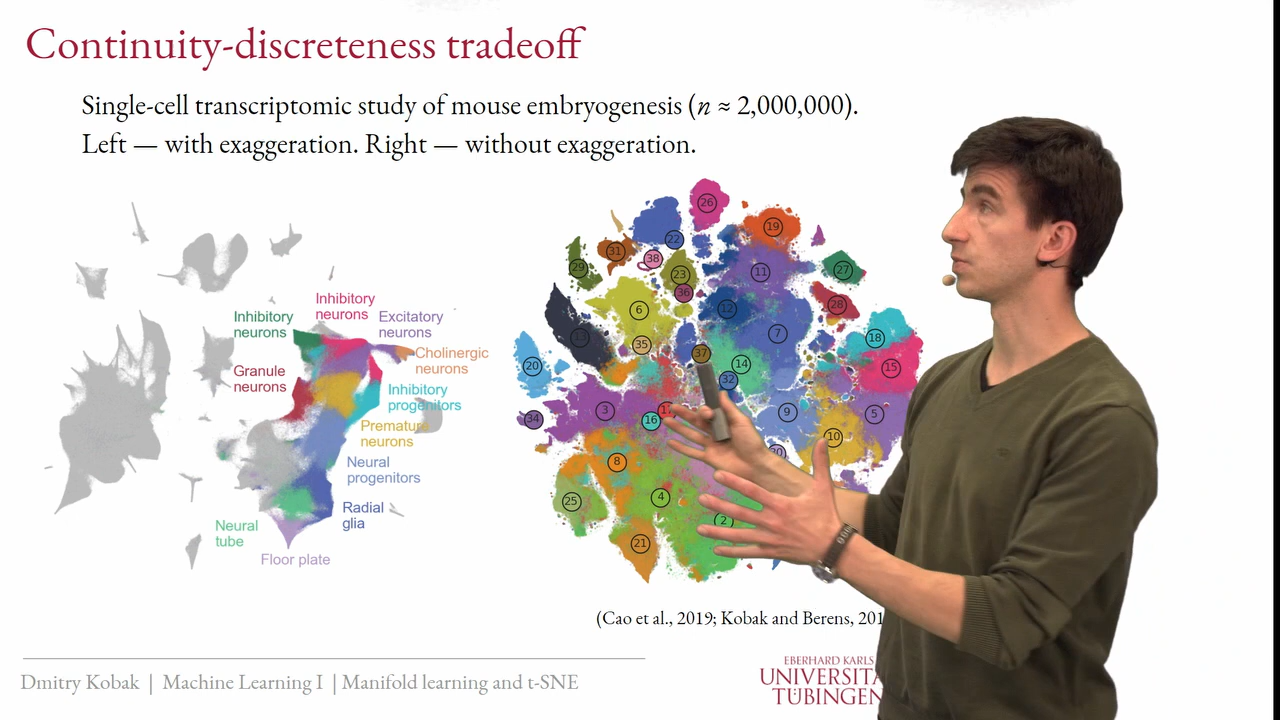 Continuity-discreteness tradeoff
Single-cell transcriptomic study of mouse embryogenesis (n ≈ 2,000,000).
Left — with exaggeration. Right — without exaggeration.
Inhibitory
neurons
Inhibitory
neurons
Excitatory
neurons
Cholinergic
neurons
Granule
neurons
Inhibitory
progenitors
Premature
neurons
Neural
progenitors
Radial
glia
Neural
tube
Floor plate
26
19
22
31
38
11
29
23
27
36
28
6
12
7
18
35
37
14
15
20
32
3
9
5
34
16
10
8
4
25
2
21
(Cao et al., 2019; Kobak and Berens, 201
Dmitry Kobak | Machine Learning I | Manifold learning and t-SNE
EBERHARD KARLS
UNIVERSITÄ
TÜBINGEN